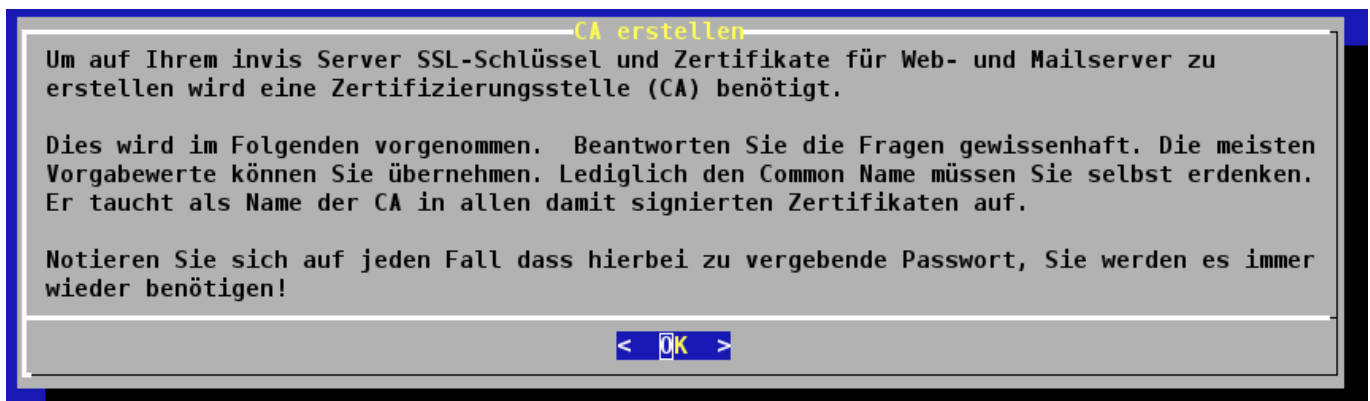 CA erstellen
Um auf Ihrem invis Server SSL-Schlüssel und Zertifikate für Web- und Mailserver zu
erstellen wird eine Zertifizierungsstelle (CA) benötigt.
Dies wird im Folgenden vorgenommen.  Beantworten Sie die Fragen gewissenhaft. Die meisten
Vorgabewerte können Sie übernehmen. Lediglich den Common Name müssen Sie selbst erdenken.
Er taucht als Name der CA in allen damit signierten Zertifikaten auf.
Notieren Sie sich auf jeden Fall dass hierbei zu vergebende Passwort, Sie werden es immer
wieder benötigen!
<  OK  >